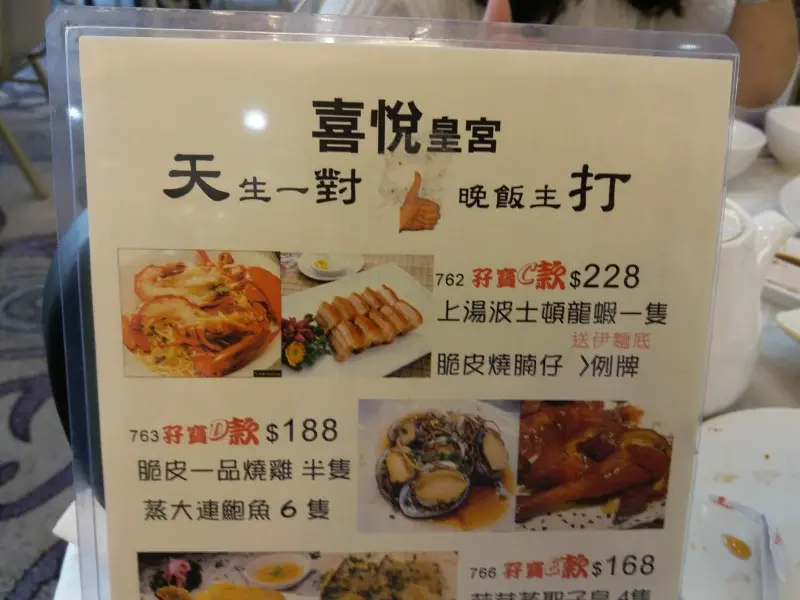 喜悅皇宮
天生一對 晚飯主打
762 孖寶C款 $228
上湯波士頓龍蝦一隻
送伊麵底
脆皮燒腩仔 >例牌
763 孖寶D款 $188
脆皮一品燒雞 半隻
蒸大連鮑魚 6 隻
766 孖寶E款 $168